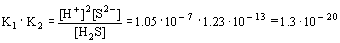 K₁· K₂ = [H⁺]²[S²⁻] / [H₂S] = 1.05·10⁻⁷·1.23·10⁻¹³ = 1.3·10⁻²⁰